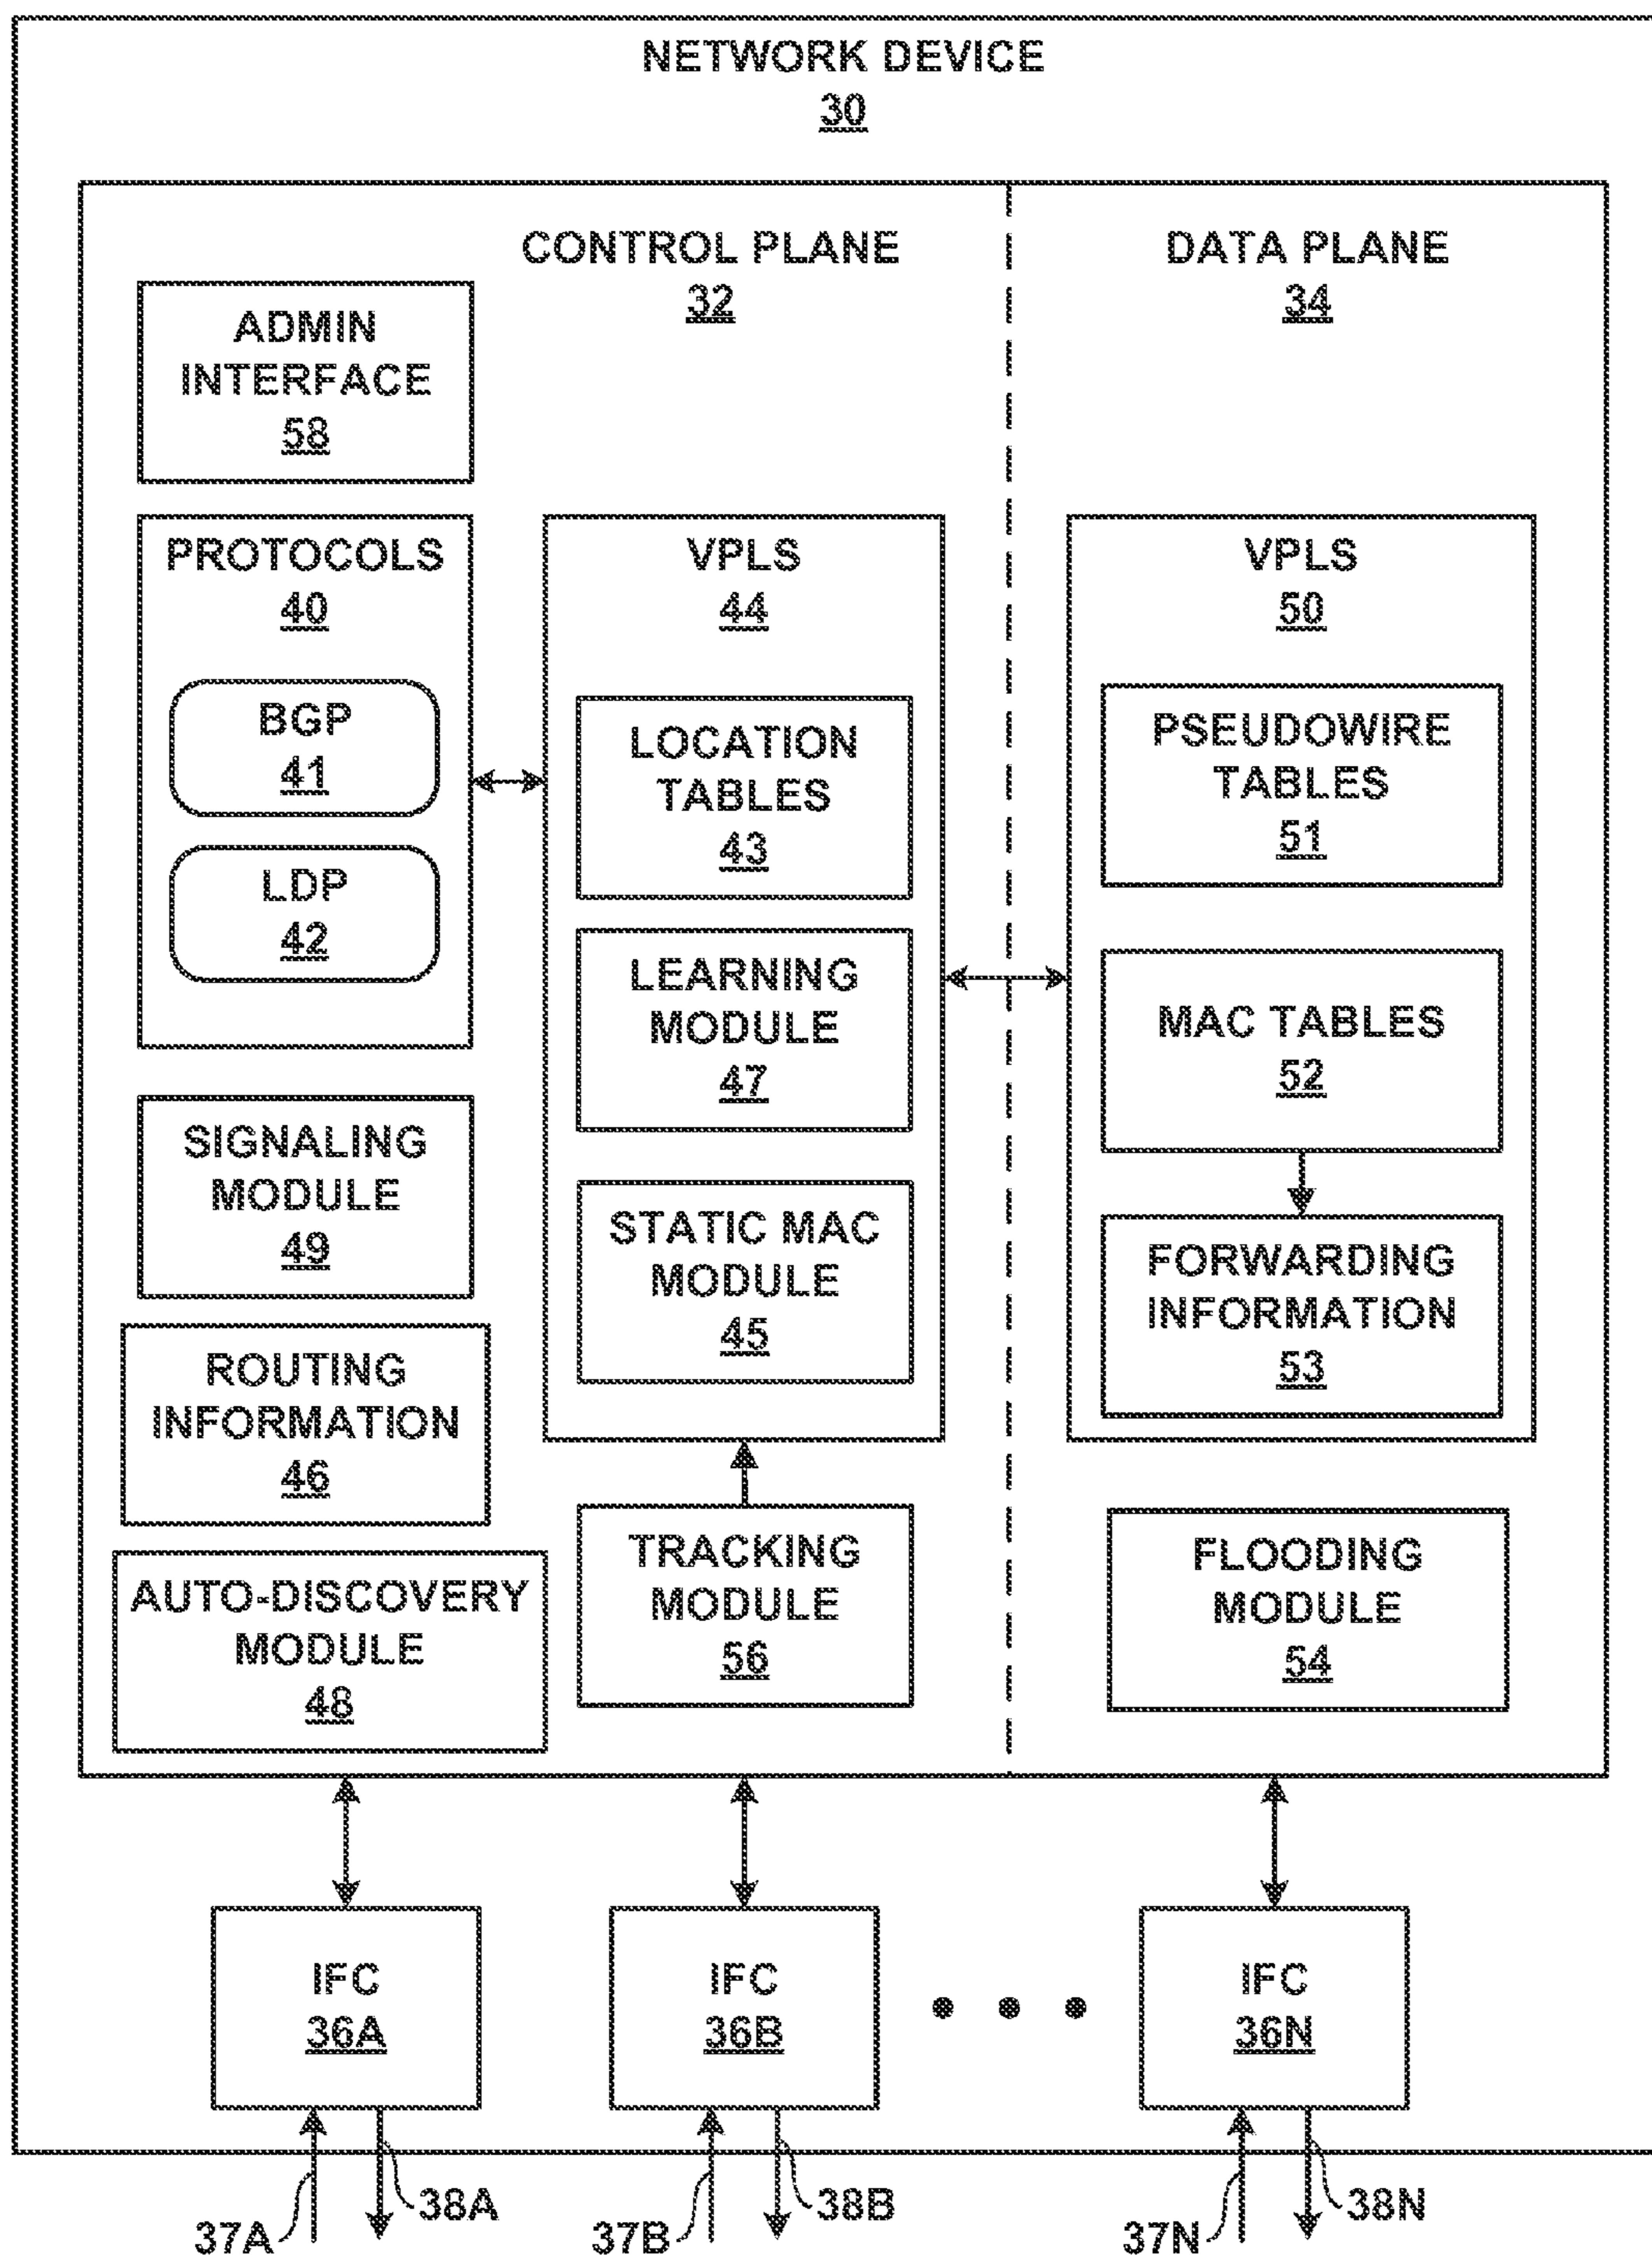 NETWORK DEVICE
30
CONTROL PLANE
32
DATA PLANE
34
ADMIN
INTERFACE
58
PROTOCOLS
40
BGP
41
LDP
42
VPLS
44
LOCATION
TABLES
43
LEARNING
MODULE
47
STATIC MAC
MODULE
45
VPLS
50
PSEUDOWIRE
TABLES
51
MAC TABLES
52
FORWARDING
INFORMATION
53
SIGNALING
MODULE
49
ROUTING
INFORMATION
46
AUTO-DISCOVERY
MODULE
48
TRACKING
MODULE
56
FLOODING
MODULE
54
IFC
36A
IFC
36B
IFC
36N
37A
38A
37B
38B
37N
38N